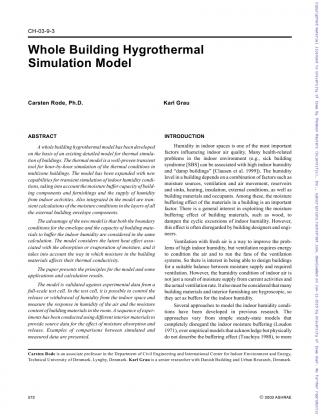 CH-03-9-3
Whole Building Hygrothermal
Simulation Model
Carsten Rode, Ph.D.
Karl Grau
ABSTRACT
A whole building hygrothermal model has been developed
on the basis of an existing detailed model for thermal simula-
tion of buildings. The thermal model is a well-proven transient
tool for hour-by-hour simulation of the thermal conditions in
multizone buildings. The model has been expanded with new
capabilities for transient simulation of indoor humidity condi-
tions, taking into account the moisture buffer capacity of build-
ing components and furnishings and the supply of humidity
from indoor activities. Also integrated in the model are tran-
sient calculations of the moisture conditions in the layers of all
the external building envelope components.
The advantage of the model is that both the boundary
conditions for the envelope and the capacity of building mate-
rials to buffer the indoor humidity are considered in the same
calculation. The model considers the latent heat effect asso-
ciated with the absorption or evaporation of moisture, and it
takes into account the way in which moisture in the building
materials affects their thermal conductivity.
The paper presents the principles for the model and some
applications and calculation results.
The model is validated against experimental data from a
full-scale test cell. In the test cell, it is possible to control the
release or withdrawal of humidity from the indoor space and
measure the response in humidity of the air and the moisture
content of building materials in the room. A sequence of exper-
iments has been conducted using different interior materials to
provide source data for the effect of moisture absorption and
release. Examples of comparisons between simulated and
measured data are presented.
INTRODUCTION
Humidity in indoor spaces is one of the most important
factors influencing indoor air quality. Many health-related
problems in the indoor environment (e.g., sick building
syndrome [SBS] can be associated with high indoor humidity
and "damp buildings" [Clausen et al. 1999]). The humidity
level in a building depends on a combination of factors such as
moisture sources, ventilation and air movement, reservoirs
and sinks, heating, insulation, external conditions, as well as
building materials and occupants. Among these, the moisture
buffering effect of the materials in a building is an important
factor. There is a general interest in exploiting the moisture
buffering effect of building materials, such as wood, to
dampen the cyclic excursions of indoor humidity. However,
this effect is often disregarded by building designers and engi-
neers.
Ventilation with fresh air is a way to improve the prob-
lems of high indoor humidity, but ventilation requires energy
to condition the air and to run the fans of the ventilation
systems. So there is interest in being able to design buildings
for a suitable balance between moisture supply and required
ventilation. However, the humidity condition of indoor air is
not just a result of moisture supply from current activities and
the actual ventilation rate. It also must be considered that many
building materials and interior furnishing are hygroscopic, so
they act as buffers for the indoor humidity.
Several approaches to model the indoor humidity condi-
tions have been developed in previous research. The
approaches vary from simple steady-state models that
completely disregard the indoor moisture buffering (Loudon
1971), over empirical models that acknowledge but physically
do not describe the buffering effect (Tsuchiya 1980), to more
Carsten Rode is an associate professor in the Department of Civil Engineering and International Center for Indoor Environment and Energy,
Technical University of Denmark, Lyngby, Denmark. Karl Grau is a senior researcher with Danish Building and Urban Research, Denmark.
572
© 2003 ASHRAE